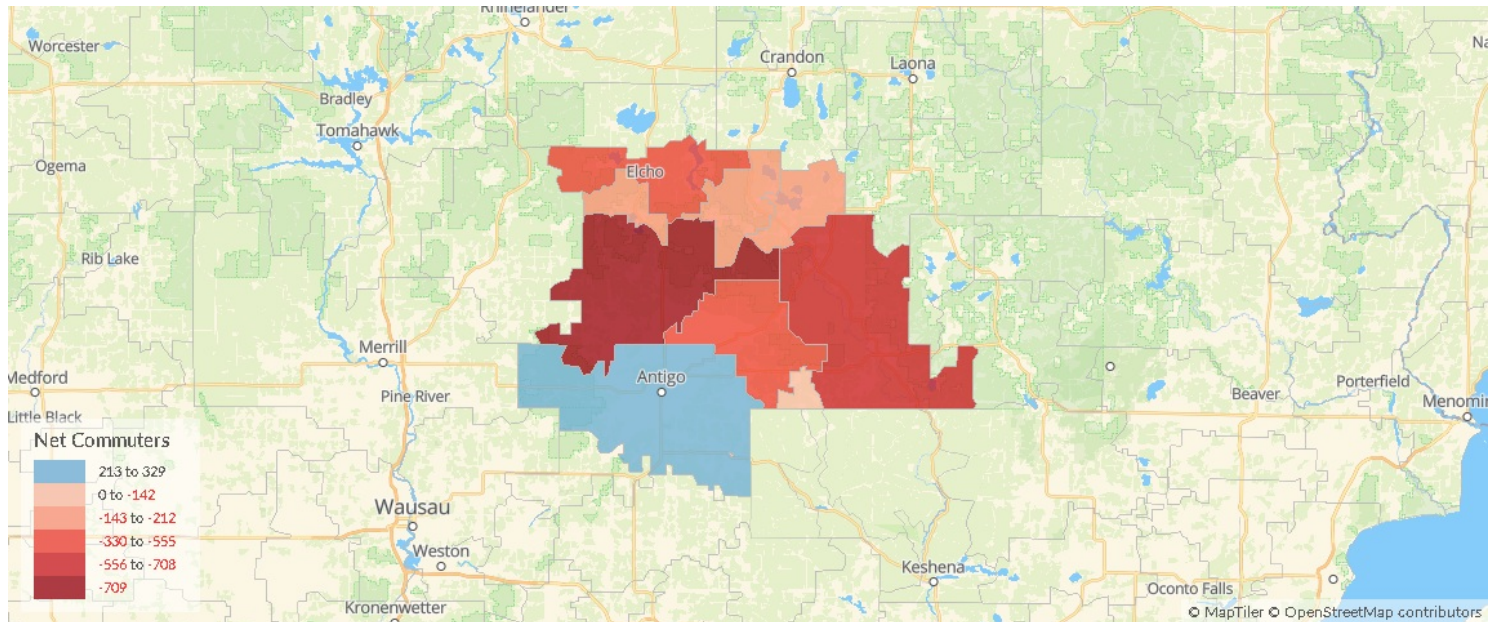 Rhinelander
Worcester
Crandon
Laona
Bradley
Tomahawk
Ogema
Elcho
Rib Lake
Merrill
Medford
Antigo
Pine River
Porterfield
Beaver
Little Black
Net Commuters
213 to 329
0 to -142
-143 to -212
-330 to -555
-556 to -708
-709
Wausau
Weston
Keshena
Oconto Falls
Kronenwetter
© MapTiler © OpenStreetMap contributors